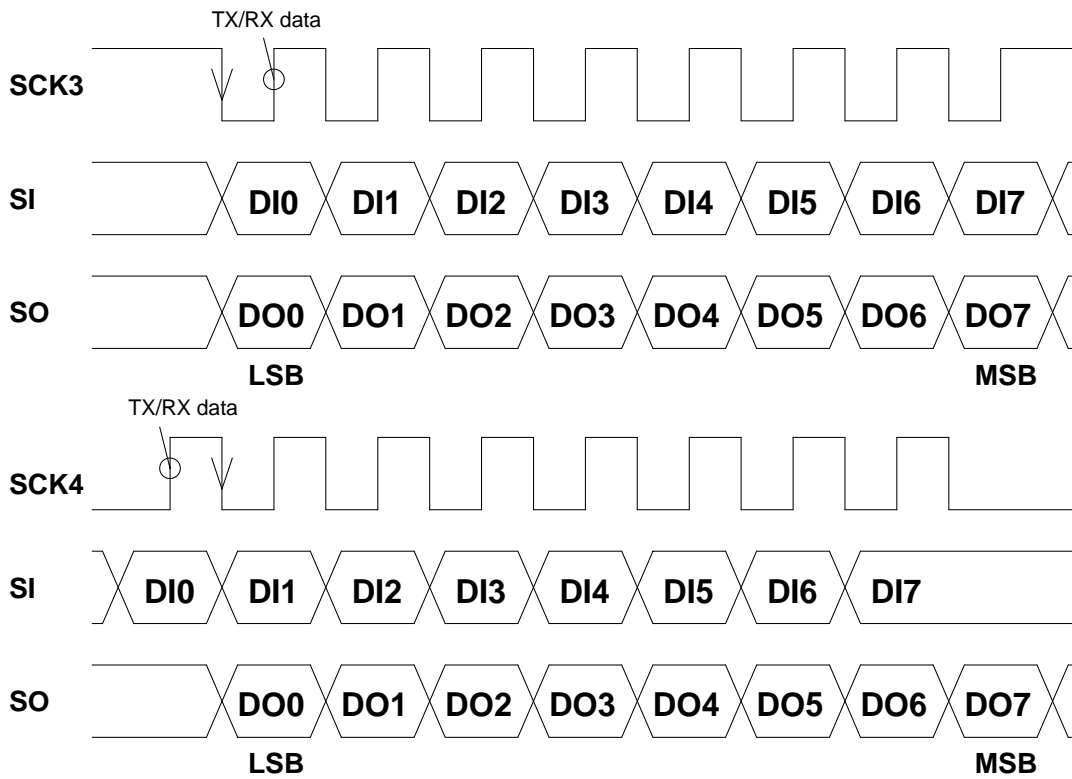 TX/RX data
SCK3
SI DI0 DI1 DI2 DI3 DI4 DI5 DI6 DI7
SO DO0 DO1 DO2 DO3 DO4 DO5 DO6 DO7
LSB MSB
TX/RX data
SCK4
SI DI0 DI1 DI2 DI3 DI4 DI5 DI6 DI7
SO DO0 DO1 DO2 DO3 DO4 DO5 DO6 DO7
LSB MSB